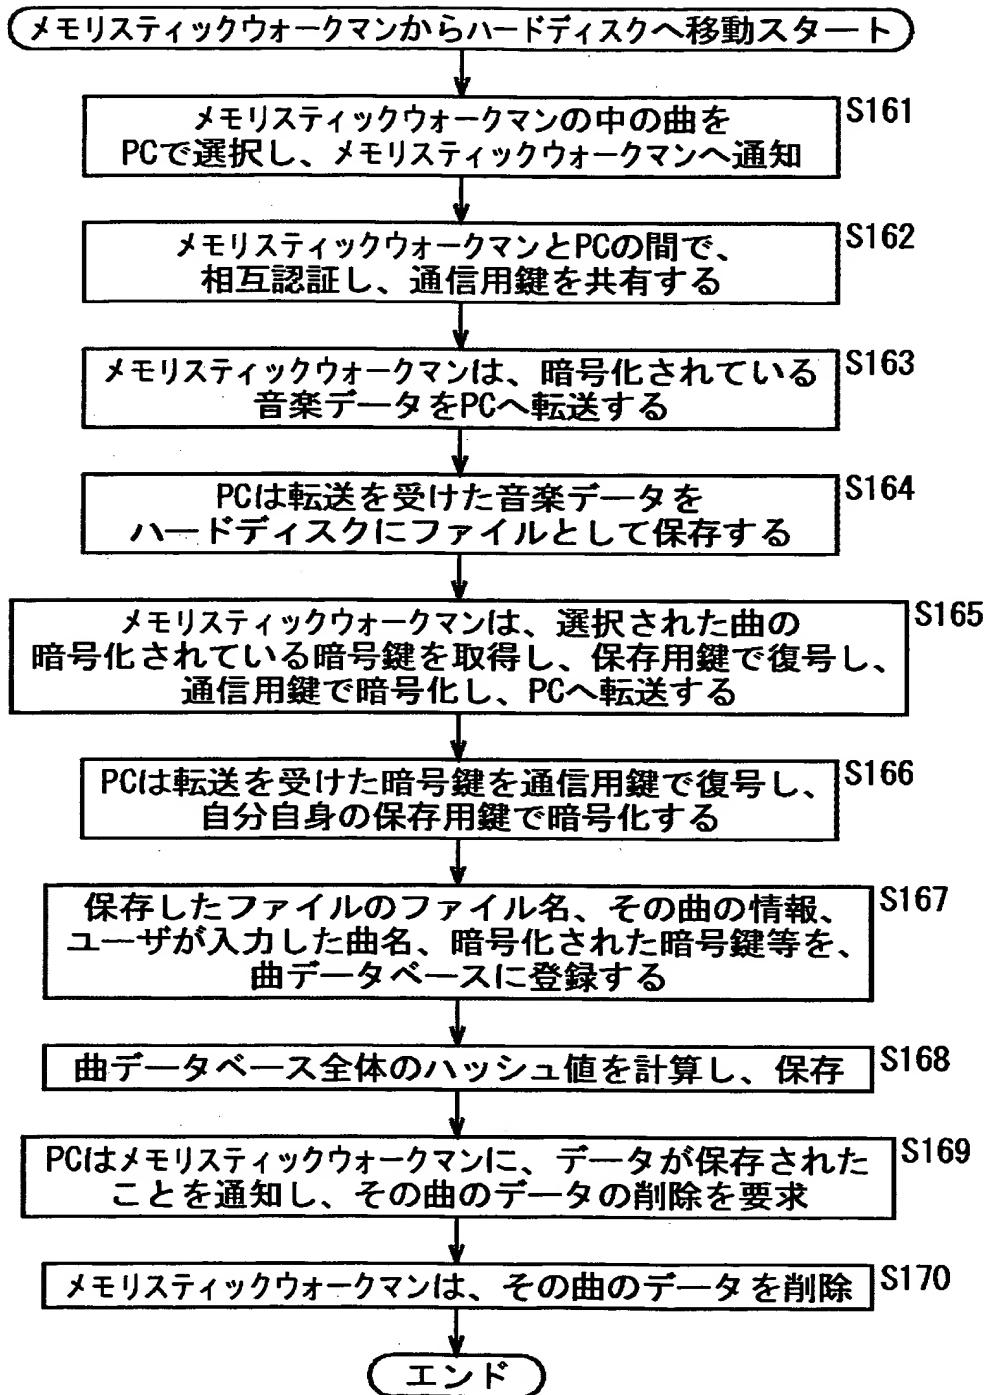 メモリスティックウォークマンからハードディスクへ移動スタート
メモリスティックウォークマンの中の曲を
PCで選択し、メモリスティックウォークマンへ通知
S161
メモリスティックウォークマンとPCの間で、
相互認証し、通信用鍵を共有する
S162
メモリスティックウォークマンは、暗号化されている
音楽データをPCへ転送する
S163
PCは転送を受けた音楽データを
ハードディスクにファイルとして保存する
S164
メモリスティックウォークマンは、選択された曲の
暗号化されている暗号鍵を取得し、保存用鍵で復号し、
通信用鍵で暗号化し、PCへ転送する
S165
PCは転送を受けた暗号鍵を通信用鍵で復号し、
自分自身の保存用鍵で暗号化する
S166
保存したファイルのファイル名、その曲の情報、
ユーザが入力した曲名、暗号化された暗号鍵等を、
曲データベースに登録する
S167
曲データベース全体のハッシュ値を計算し、保存
S168
PCはメモリスティックウォークマンに、データが保存された
ことを通知し、その曲のデータの削除を要求
S169
メモリスティックウォークマンは、その曲のデータを削除
S170
エンド